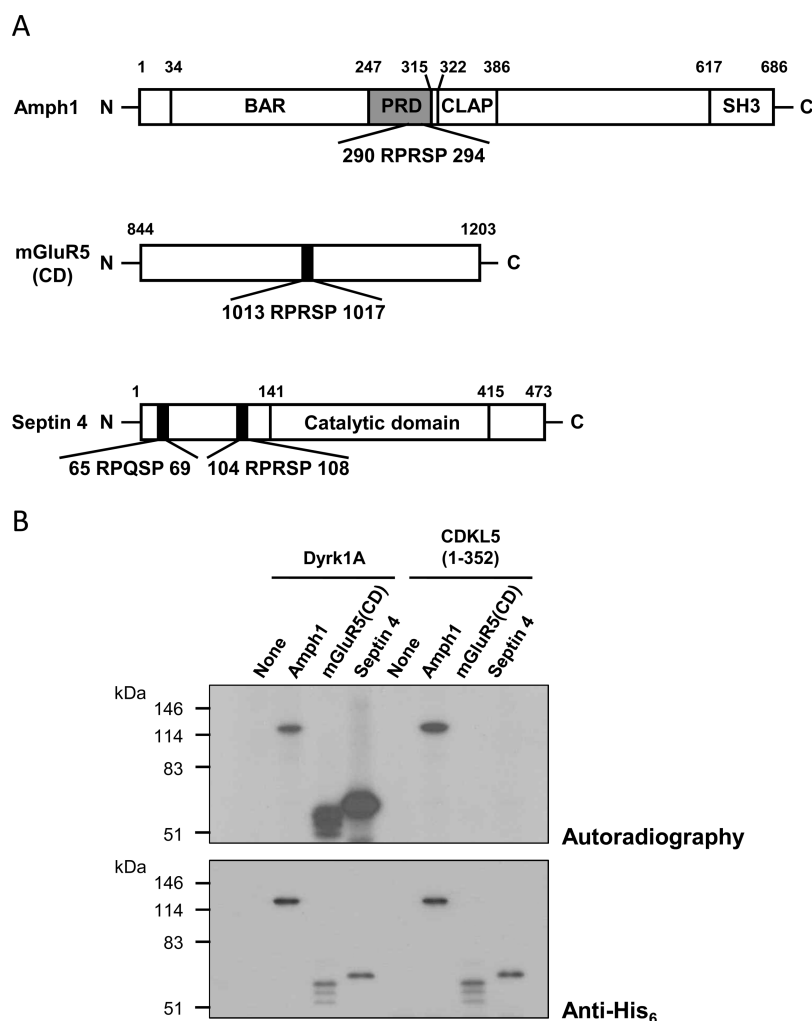 A
1 34 247 315 322 386 617 686
Amph1 N BAR PRD CLAP SH3 C
290 RPRSP 294
844 1203
mGluR5 (CD) N C
1013 RPRSP 1017
1 141 415 473
Septin 4 N Catalytic domain C
65 RPQSP 69 104 RPRSP 108
B
Dyrk1A CDKL5 (1-352)
None Amph1 mGluR5(CD) Septin 4 None Amph1 mGluR5(CD) Septin 4
kDa
146
114
83
51
Autoradiography
kDa
146
114
83
51
Anti-His6